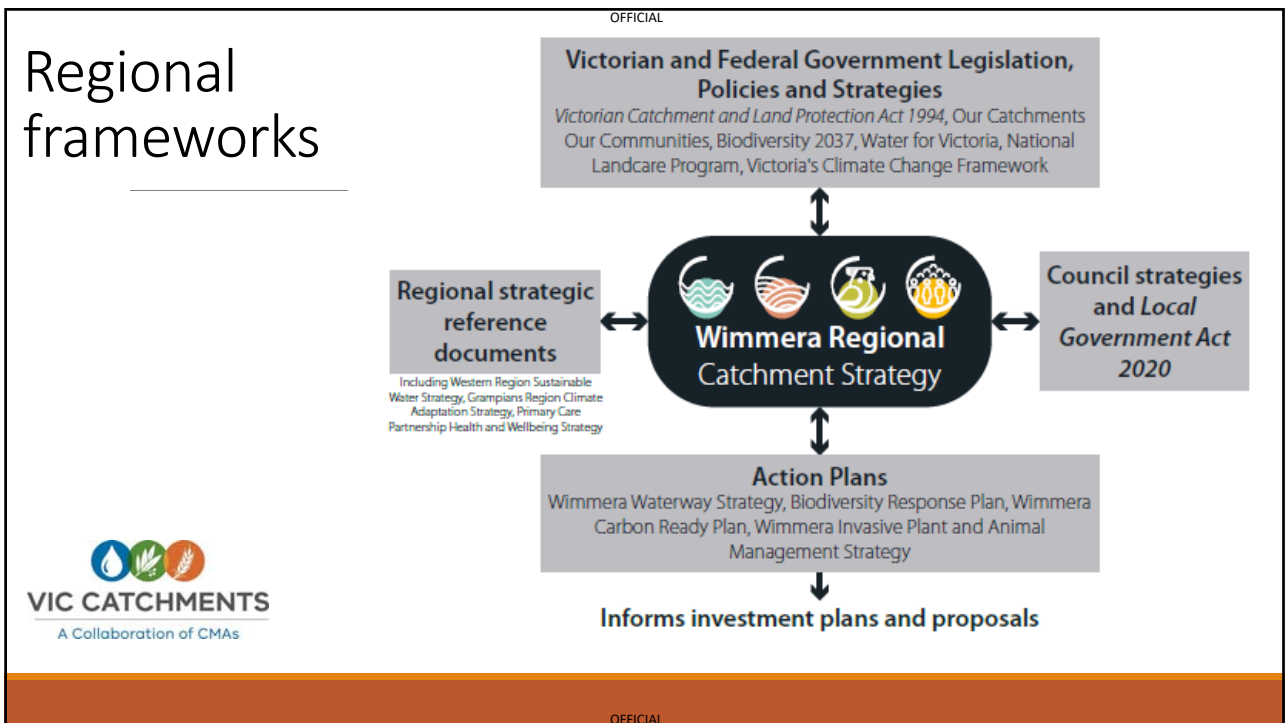 OFFICIAL
Regional
frameworks
Victorian and Federal Government Legislation,
Policies and Strategies
Victorian Catchment and Land Protection Act 1994, Our Catchments
Our Communities, Biodiversity 2037, Water for Victoria, National
Landcare Program, Victoria's Climate Change Framework
Regional strategic
reference
documents
Including Western Region Sustainable
Water Strategy, Grampians Region Climate
Adaptation Strategy, Primary Care
Partnership Health and Wellbeing Strategy
Wimmera Regional
Catchment Strategy
Council strategies
and Local
Government Act
2020
Action Plans
Wimmera Waterway Strategy, Biodiversity Response Plan, Wimmera
Carbon Ready Plan, Wimmera Invasive Plant and Animal
Management Strategy
Informs investment plans and proposals
VIC CATCHMENTS
A Collaboration of CMAs
OFFICIAL